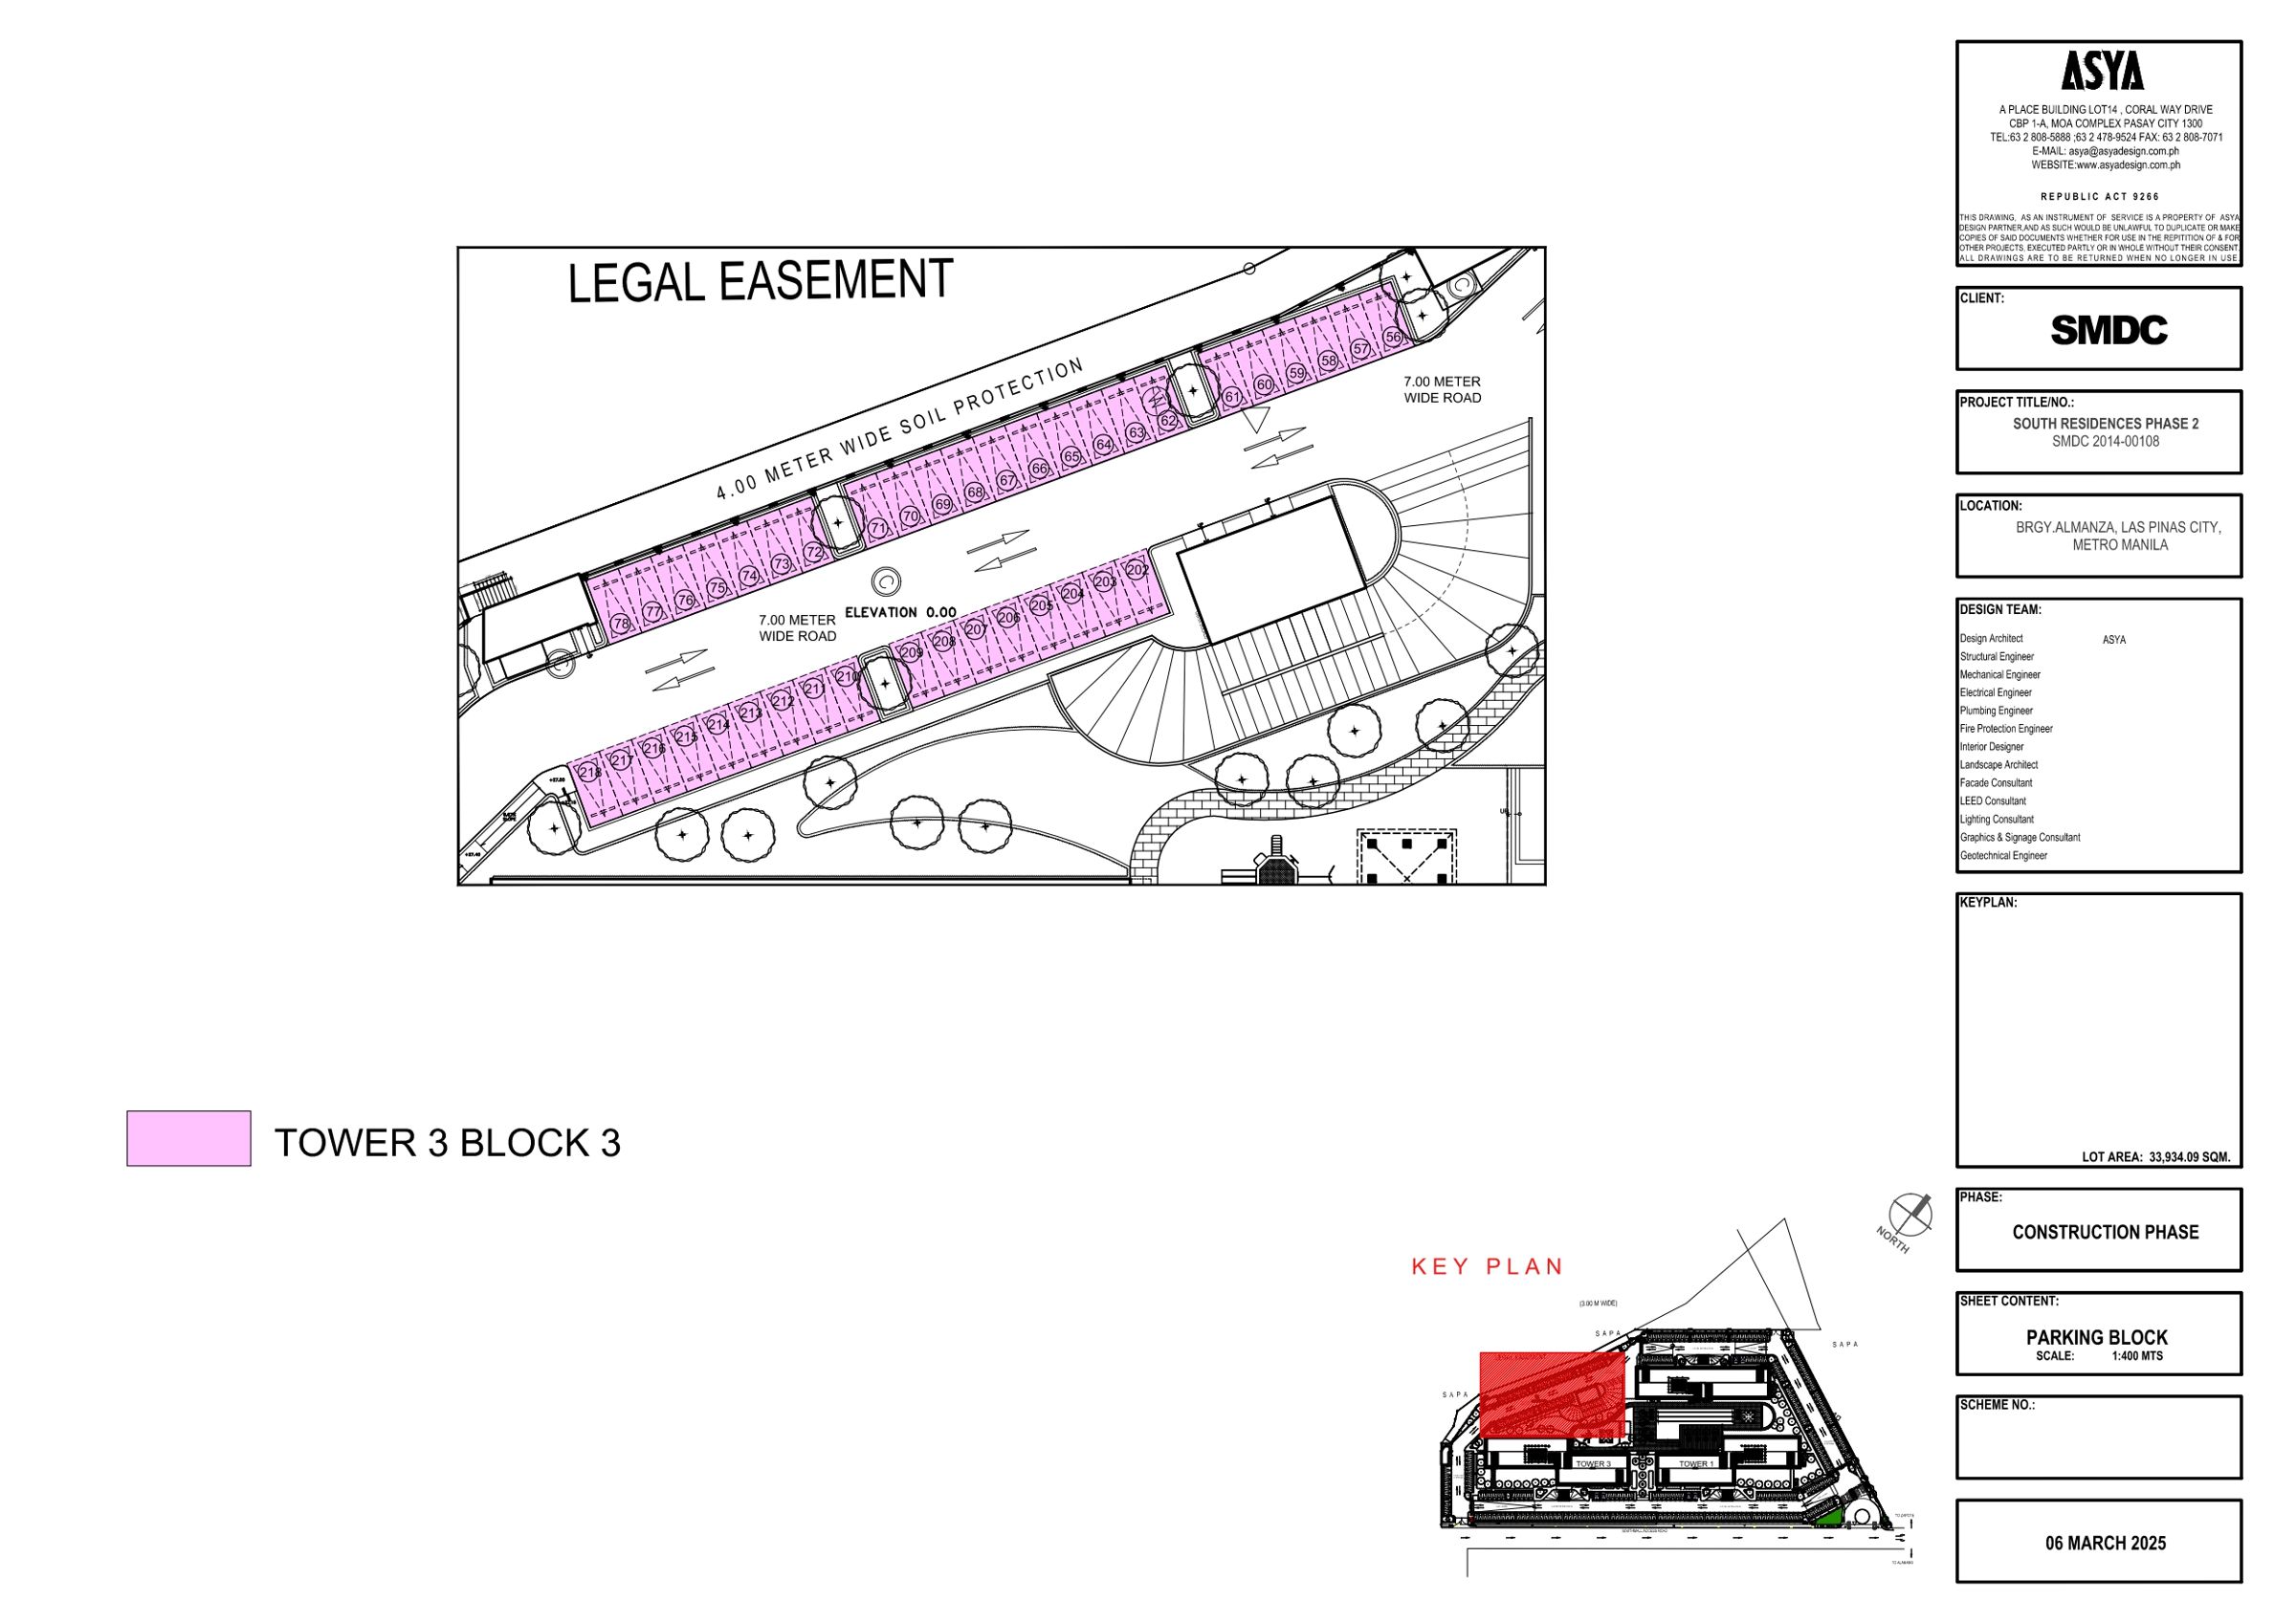 LEGAL EASEMENT
4.00 METER WIDE SOIL PROTECTION
56
57
58
59
60
61
62
63
64
65
66
67
68
69
70
71
72
73
74
75
76
77
78
7.00 METER
WIDE ROAD
ELEVATION 0.00
7.00 METER
WIDE ROAD
202
203
204
205
206
207
208
209
210
211
212
213
214
215
216
217
218
TOWER 3 BLOCK 3
KEY PLAN
(3.00 M WIDE)
SAPA
SAPA
SAPA
LEGAL EASEMENT
TOWER 3
TOWER 1
NORTH
ASYA
A PLACE BUILDING LOT14 , CORAL WAY DRIVE
CBP 1-A, MOA COMPLEX PASAY CITY 1300
TEL:63 2 808-5888 ;63 2 478-9524 FAX: 63 2 808-7071
E-MAIL: asya@asyadesign.com.ph
WEBSITE:www.asyadesign.com.ph
REPUBLIC ACT 9266
THIS DRAWING, AS AN INSTRUMENT OF SERVICE IS A PROPERTY OF ASYA
DESIGN PARTNER,AND AS SUCH WOULD BE UNLAWFUL TO DUPLICATE OR MAKE
COPIES OF SAID DOCUMENTS WHETHER FOR USE IN THE REPITITION OF & FOR
OTHER PROJECTS, EXECUTED PARTLY OR IN WHOLE WITHOUT THEIR CONSENT.
ALL DRAWINGS ARE TO BE RETURNED WHEN NO LONGER IN USE.
CLIENT:
SMDC
PROJECT TITLE/NO.:
SOUTH RESIDENCES PHASE 2
SMDC 2014-00108
LOCATION:
BRGY.ALMANZA, LAS PINAS CITY,
METRO MANILA
DESIGN TEAM:
Design Architect ASYA
Structural Engineer
Mechanical Engineer
Electrical Engineer
Plumbing Engineer
Fire Protection Engineer
Interior Designer
Landscape Architect
Facade Consultant
LEED Consultant
Lighting Consultant
Graphics & Signage Consultant
Geotechnical Engineer
KEYPLAN:
LOT AREA: 33,934.09 SQM.
PHASE:
CONSTRUCTION PHASE
SHEET CONTENT:
PARKING BLOCK
SCALE: 1:400 MTS
SCHEME NO.:
06 MARCH 2025